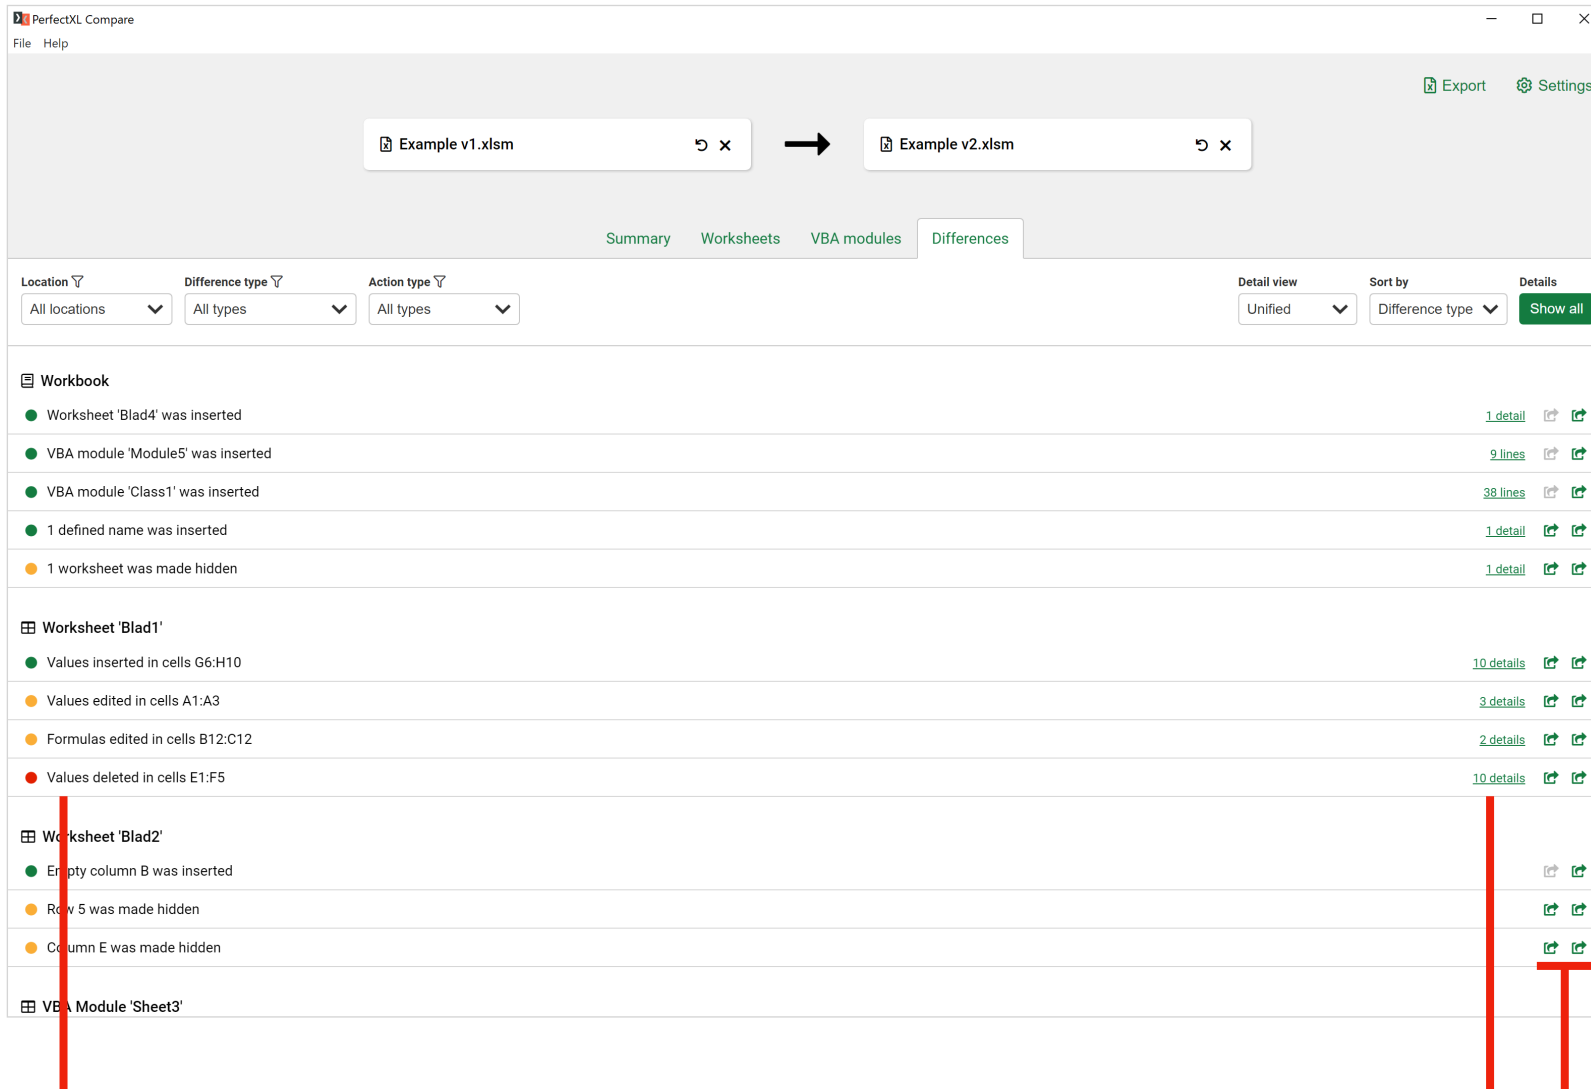 PerfectXL Compare
File Help
Export Settings
Example v1.xlsm Example v2.xlsm
Summary Worksheets VBA modules Differences
Location Difference type Action type Detail view Sort by Details
All locations All types All types Unified Difference type Show all
Workbook
Worksheet 'Blad4' was inserted 1 detail
VBA module 'Module5' was inserted 9 lines
VBA module 'Class1' was inserted 38 lines
1 defined name was inserted 1 detail
1 worksheet was made hidden 1 detail
Worksheet 'Blad1'
Values inserted in cells G6:H10 10 details
Values edited in cells A1:A3 3 details
Formulas edited in cells B12:C12 2 details
Values deleted in cells E1:F5 10 details
Worksheet 'Blad2'
Empty column B was inserted
Row 5 was made hidden
Column E was made hidden
VBA Module 'Sheet3'